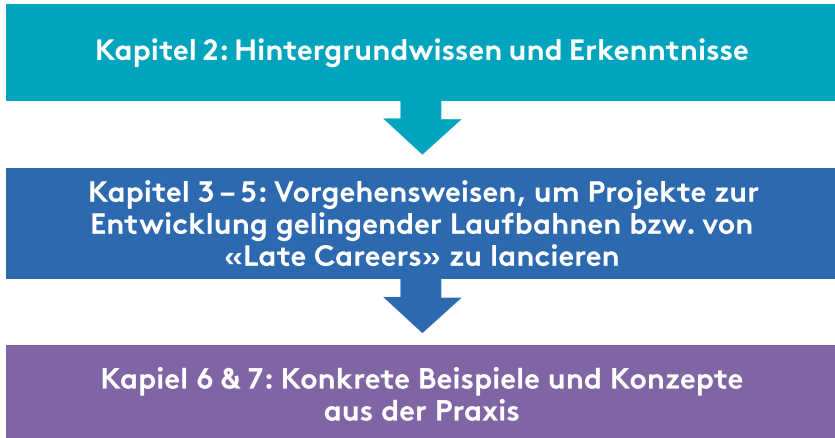 Kapitel 2: Hintergrundwissen und Erkenntnisse
Kapitel 3 – 5: Vorgehensweisen, um Projekte zur
Entwicklung gelingender Laufbahnen bzw. von
«Late Careers» zu lancieren
Kapiel 6 & 7: Konkrete Beispiele und Konzepte
aus der Praxis